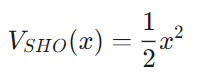 V_{SHO}(x) = \frac{1}{2}x^2